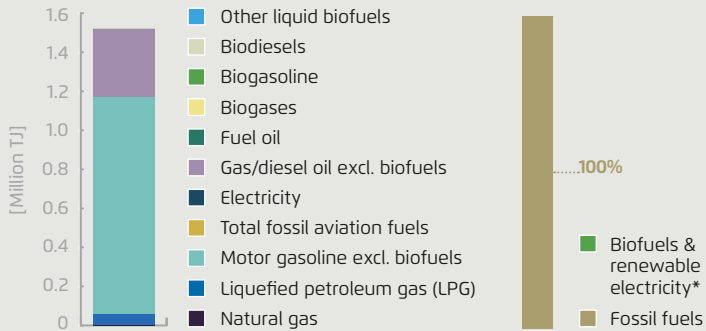 [Million TJ]
1.6
1.4
1.2
1.0
0.8
0.6
0.4
0.2
0
Other liquid biofuels
Biodiesels
Biogasoline
Biogases
Fuel oil
Gas/diesel oil excl. biofuels
Electricity
Total fossil aviation fuels
Motor gasoline excl. biofuels
Liquefied petroleum gas (LPG)
Natural gas
100%
Biofuels &
renewable
electricity*
Fossil fuels